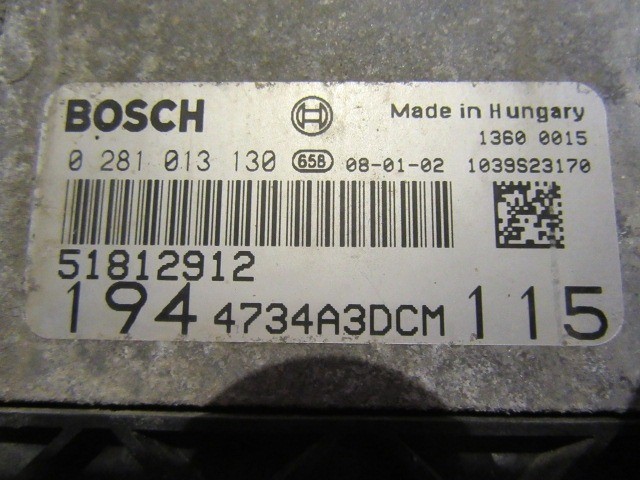 BOSCH Made in Hungary
1360 0015
0 281 013 130 658 08-01-02 1039S23170
51812912
194 4734A3DCM 115